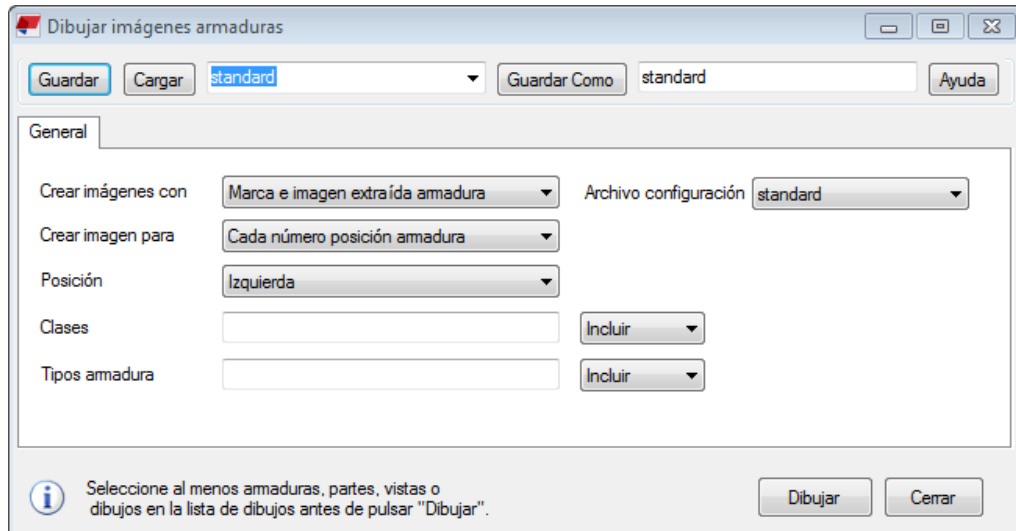 Dibujar imágenes armaduras
Guardar Cargar standard Guardar Como standard Ayuda
General
Crear imágenes con Marca e imagen extraída armadura Archivo configuración standard
Crear imagen para Cada número posición armadura
Posición Izquierda
Clases Incluir
Tipos armadura Incluir
Seleccione al menos armaduras, partes, vistas o
dibujos en la lista de dibujos antes de pulsar "Dibujar".
Dibujar Cerrar